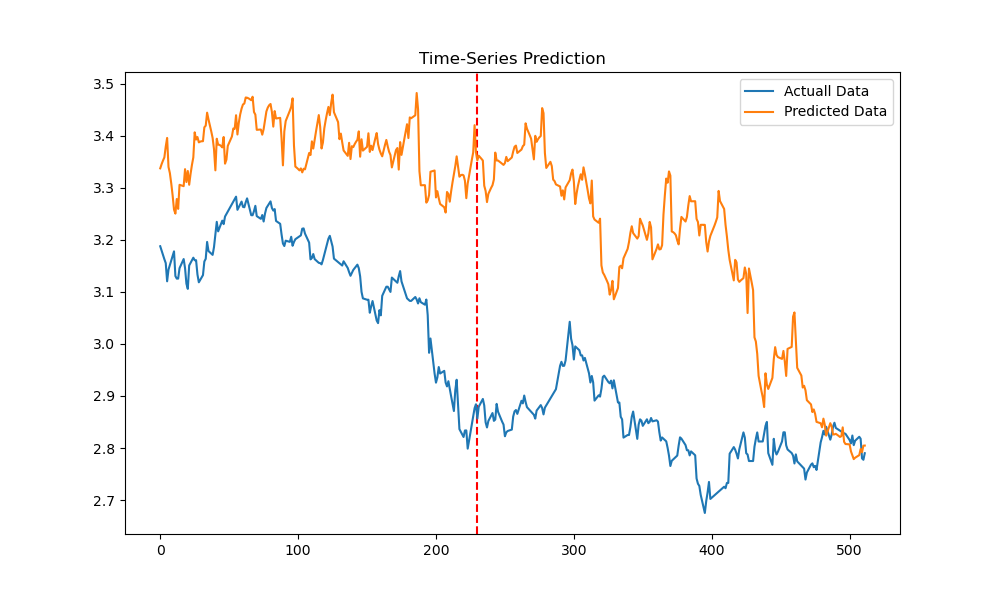 Time-Series Prediction
Actuall Data
Predicted Data
3.5
3.4
3.3
3.2
3.1
3.0
2.9
2.8
2.7
0 100 200 300 400 500